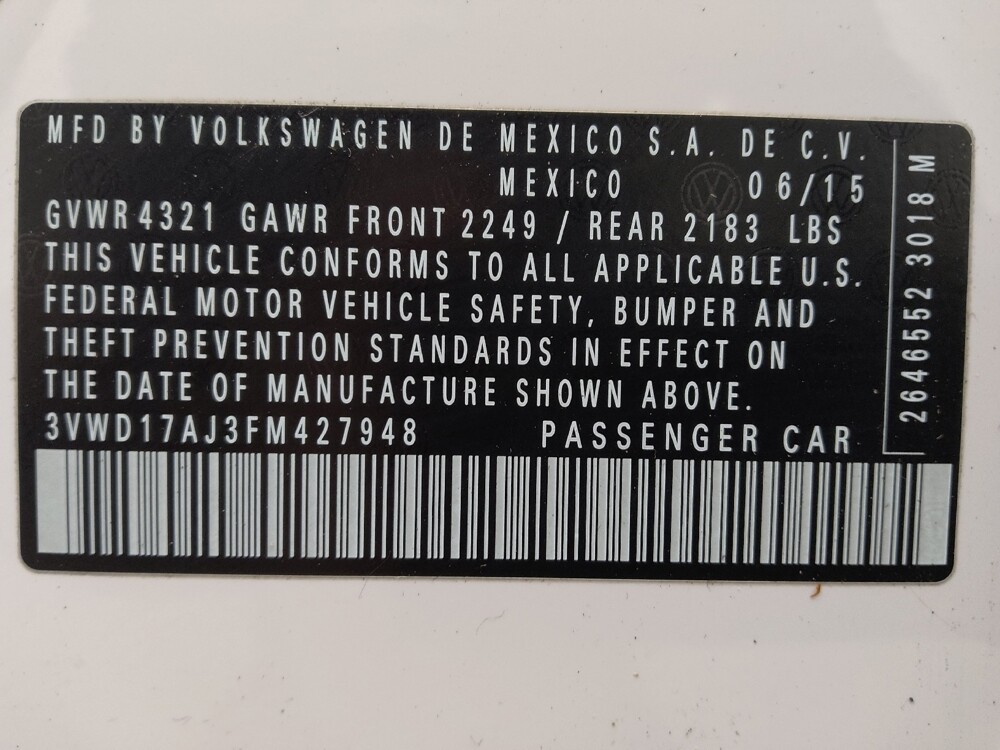 MFD BY VOLKSWAGEN DE MEXICO S.A. DE C.V.
MEXICO 06/15
GVWR 4321 GAWR FRONT 2249 / REAR 2183 LBS
THIS VEHICLE CONFORMS TO ALL APPLICABLE U.S.
FEDERAL MOTOR VEHICLE SAFETY, BUMPER AND
THEFT PREVENTION STANDARDS IN EFFECT ON
THE DATE OF MANUFACTURE SHOWN ABOVE.
3VWD17AJ3FM427948 PASSENGER CAR
2646552 3018 M